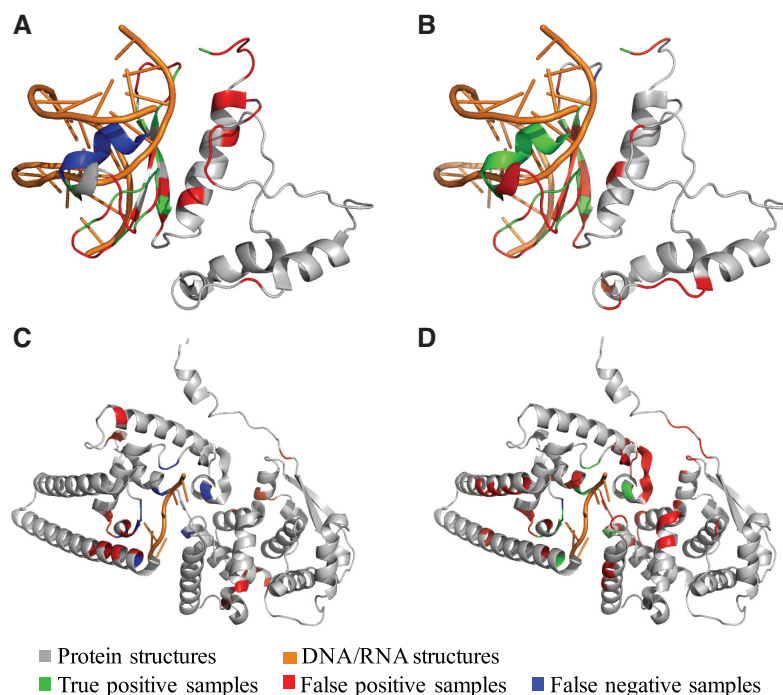 A
B
C
D
Protein structures
DNA/RNA structures
True positive samples
False positive samples
False negative samples